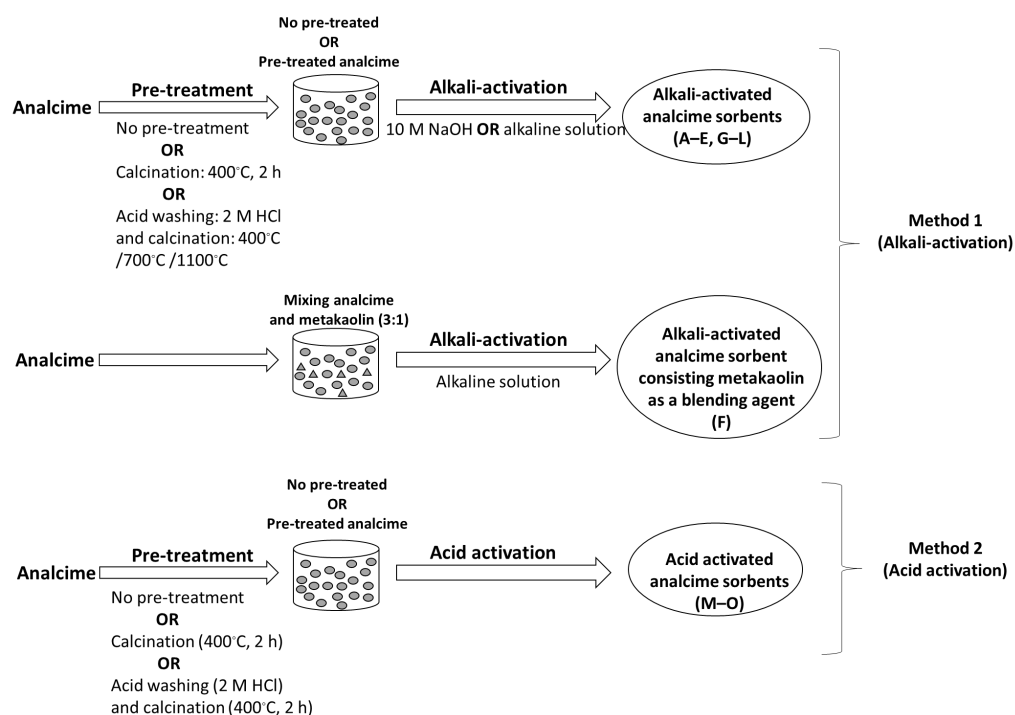 No pre-treated
OR
Pre-treated analcime
Analcime
Pre-treatment
Alkali-activation
No pre-treatment
OR
Calcination: 400°C, 2 h
OR
Acid washing: 2 M HCl
and calcination: 400°C
/700°C /1100°C
10 M NaOH OR alkaline solution
Alkali-activated
analcime sorbents
(A–E, G–L)
Method 1
(Alkali-activation)
Analcime
Mixing analcime
and metakaolin (3:1)
Alkali-activation
Alkaline solution
Alkali-activated
analcime sorbent
consisting metakaolin
as a blending agent
(F)
No pre-treated
OR
Pre-treated analcime
Analcime
Pre-treatment
Acid activation
No pre-treatment
OR
Calcination (400°C, 2 h)
OR
Acid washing (2 M HCl)
and calcination (400°C, 2 h)
Acid activated
analcime sorbents
(M–O)
Method 2
(Acid activation)